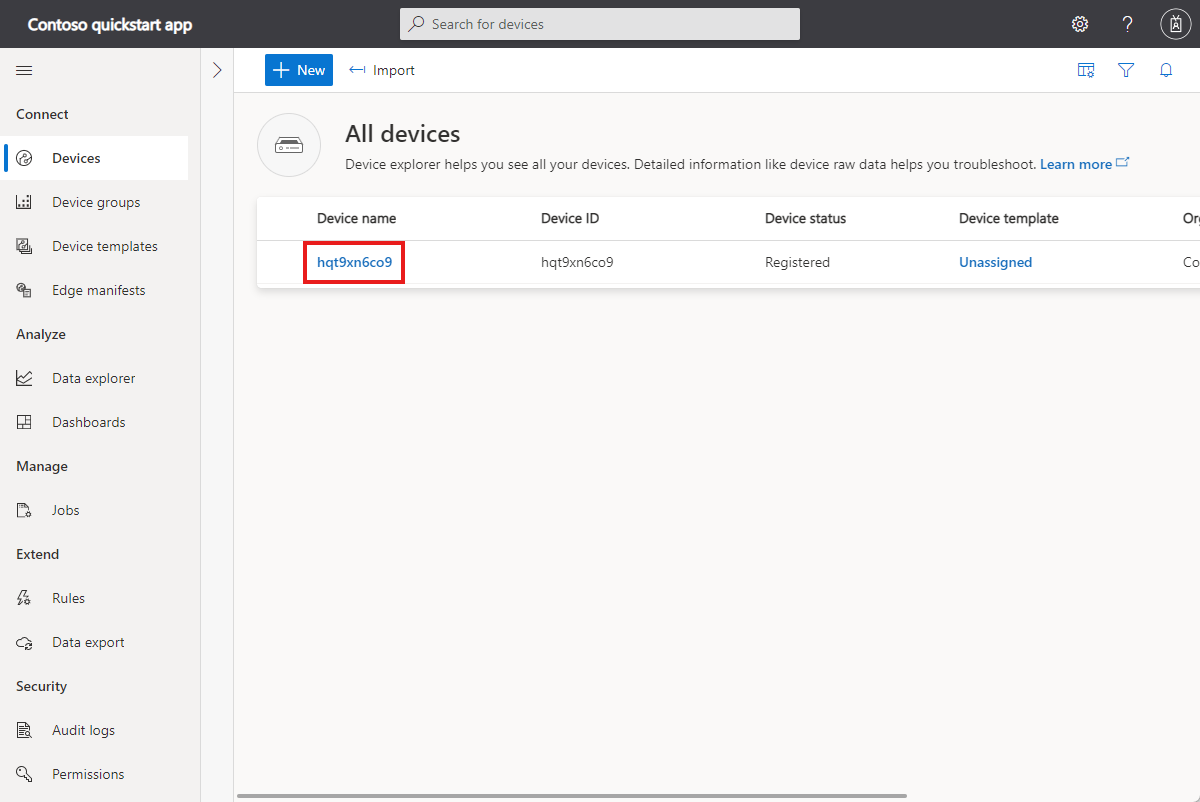 Contoso quickstart app
Search for devices
?
New
Import
Connect
Devices
Device groups
Device templates
Edge manifests
Analyze
Data explorer
Dashboards
Manage
Jobs
Extend
Rules
Data export
Security
Audit logs
Permissions
All devices
Device explorer helps you see all your devices. Detailed information like device raw data helps you troubleshoot. Learn more
Device name Device ID Device status Device template Org
hqt9xn6co9 hqt9xn6co9 Registered Unassigned Co